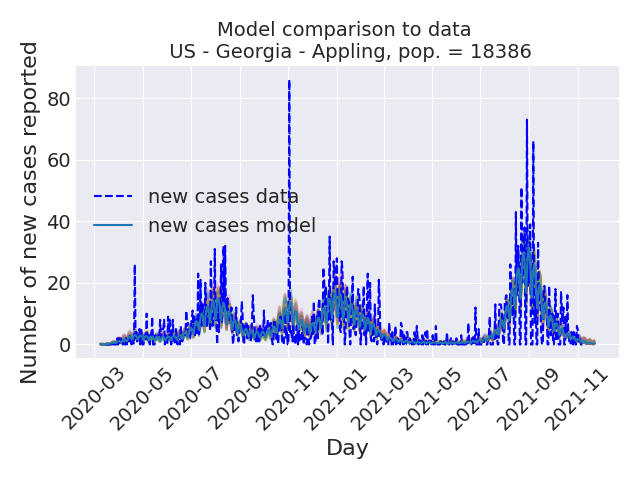 Model comparison to data
US - Georgia - Appling, pop. = 18386
Number of new cases reported
80
60
40
20
0
new cases data
new cases model
2020-03
2020-05
2020-07
2020-09
2020-11
2021-01
2021-03
2021-05
2021-07
2021-09
2021-11
Day